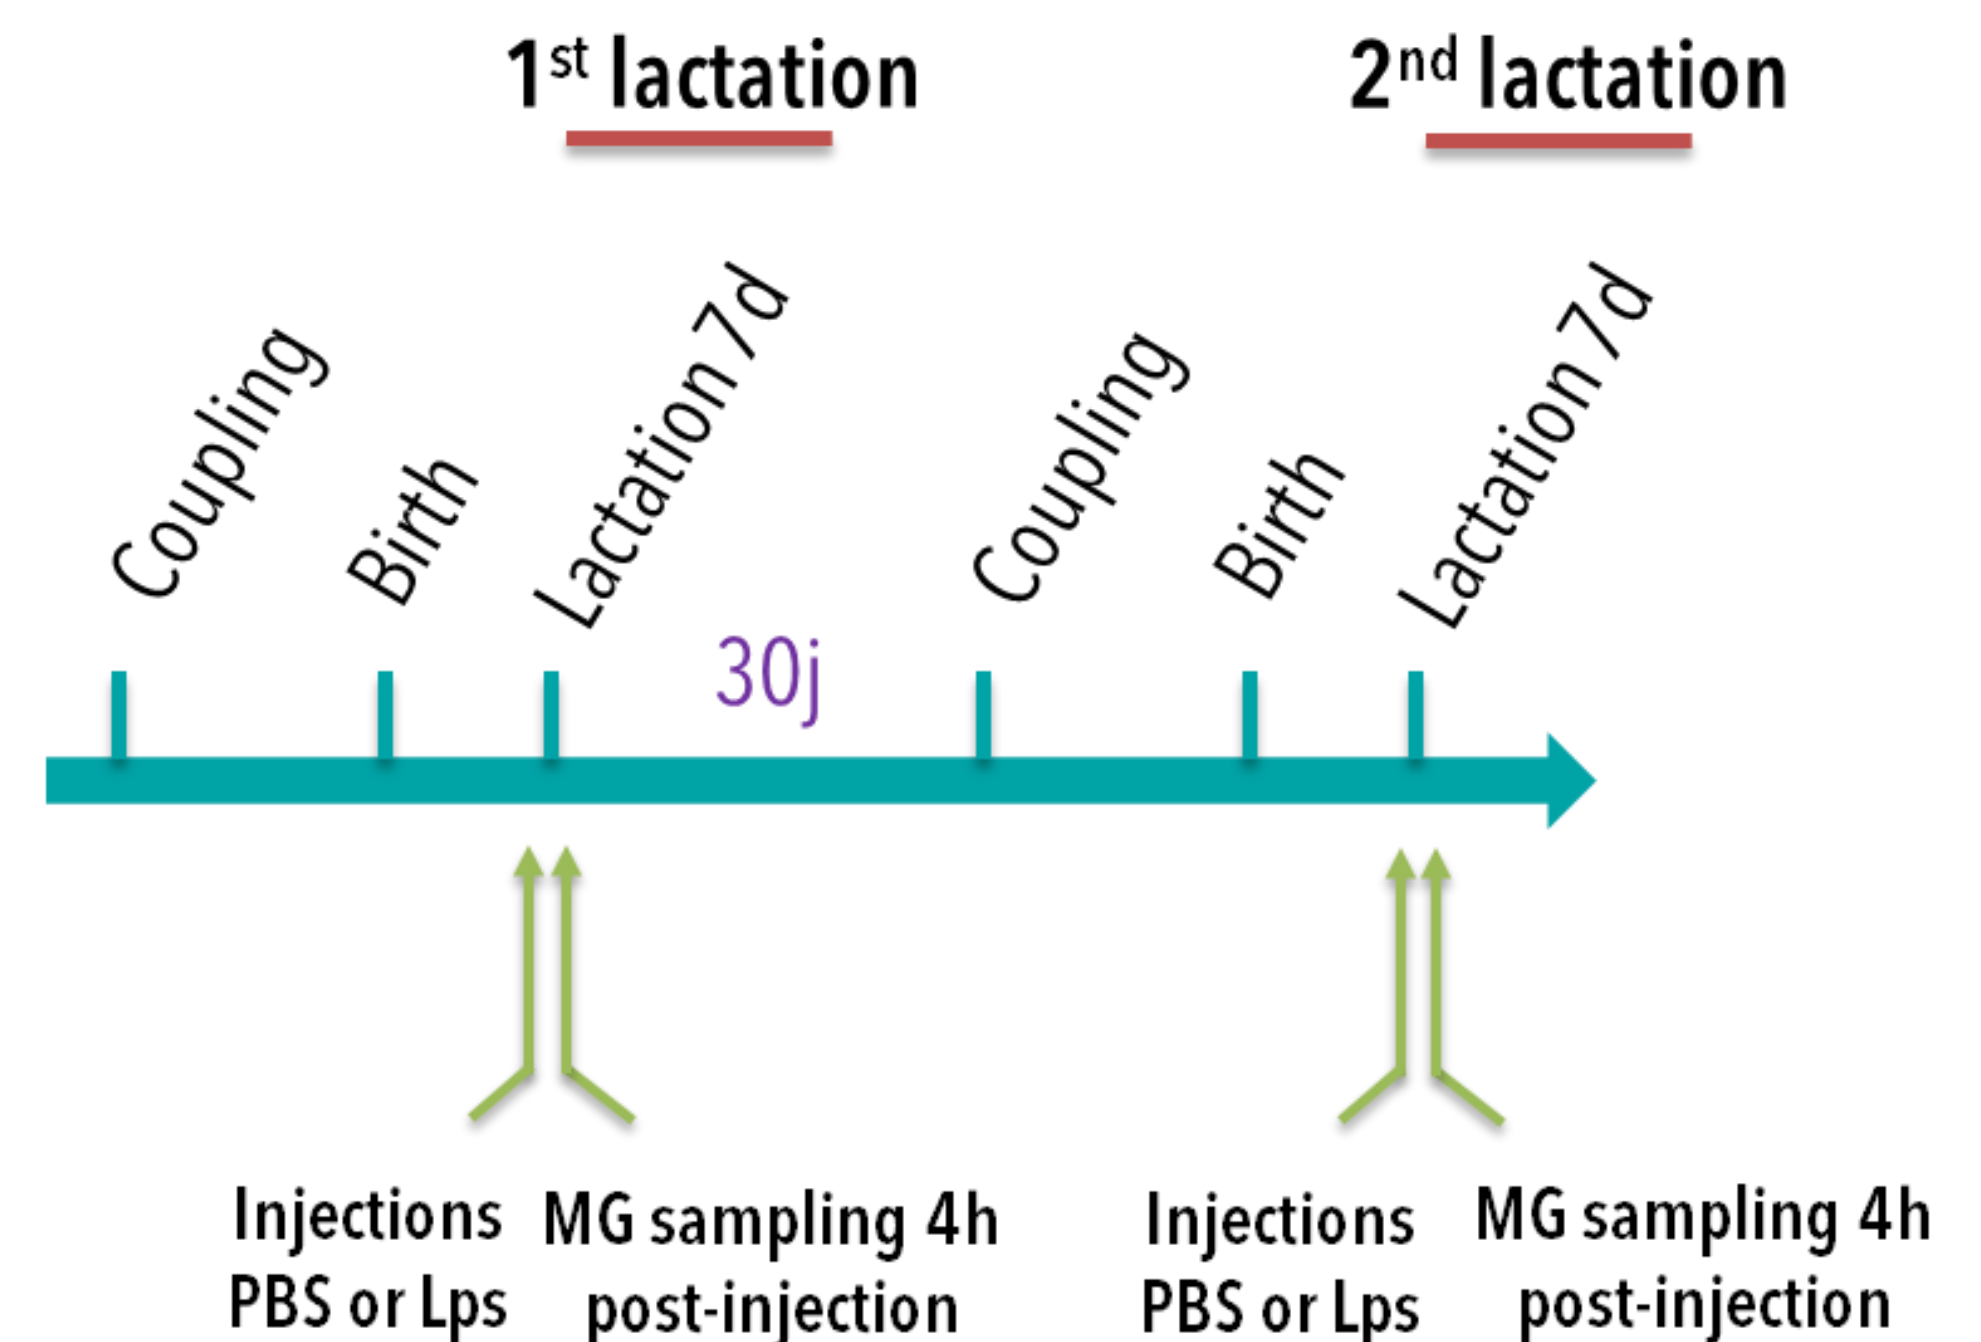 1st lactation
2nd lactation
Coupling
Birth
Lactation 7d
Coupling
Birth
Lactation 7d
30j
Injections
PBS or Lps
MG sampling 4h
post-injection
Injections
PBS or Lps
MG sampling 4h
post-injection